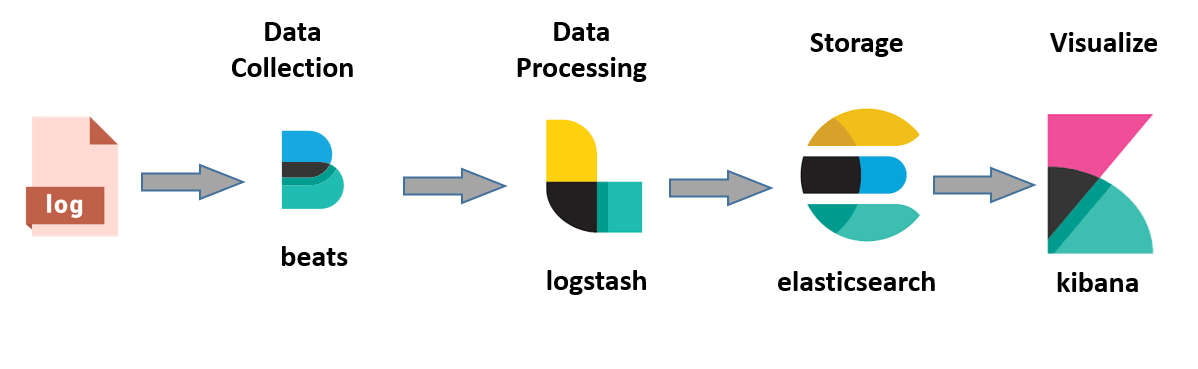 Data
Collection
Data
Processing
Storage
Visualize
log
beats
logstash
elasticsearch
kibana